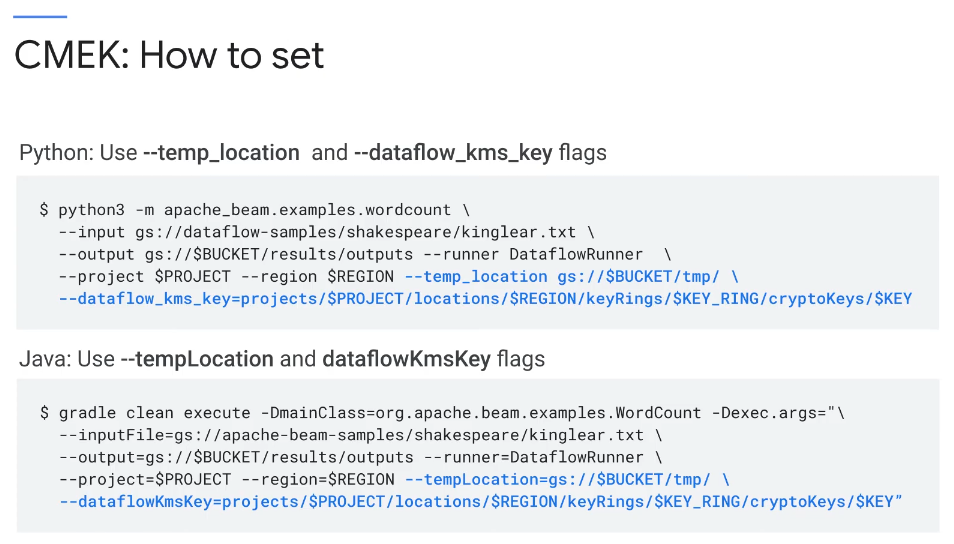 CMEK: How to set
Python: Use --temp_location and --dataflow_kms_key flags
$ python3 -m apache_beam.examples.wordcount \
--input gs://dataflow-samples/shakespeare/kinglear.txt \
--output gs://$BUCKET/results/outputs --runner DataflowRunner \
--project $PROJECT --region $REGION --temp_location gs://$BUCKET/tmp/ \
--dataflow_kms_key=projects/$PROJECT/locations/$REGION/keyRings/$KEY_RING/cryptoKeys/$KEY
Java: Use --tempLocation and dataflowKmsKey flags
$ gradle clean execute -DmainClass=org.apache.beam.examples.WordCount -Dexec.args="\
--inputFile=gs://apache-beam-samples/shakespeare/kinglear.txt \
--output=gs://$BUCKET/results/outputs --runner=DataflowRunner \
--project=$PROJECT --region=$REGION --tempLocation=gs://$BUCKET/tmp/ \
--dataflowKmsKey=projects/$PROJECT/locations/$REGION/keyRings/$KEY_RING/cryptoKeys/$KEY”